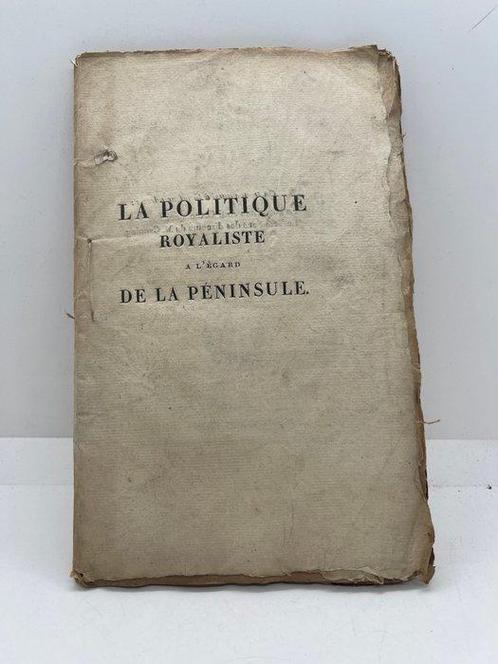 LA POLITIQUE
ROYALISTE
A L'ÉGARD
DE LA PÉNINSULE.